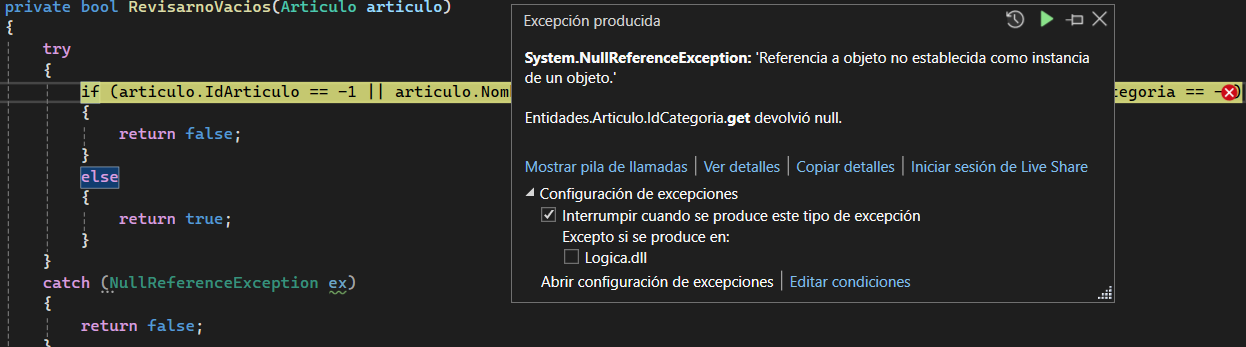 private bool RevisarnoVacios(Articulo articulo)
{
try
{
if (articulo.IdArticulo == -1 || articulo.Nom
tegoria == -
{
return false;
}
else
{
return true;
}
}
catch (NullReferenceException ex)
{
return false;
}
Excepción producida
System.NullReferenceException: 'Referencia a objeto no establecida como instancia
de un objeto.'
Entidades.Articulo.IdCategoria.get devolvió null.
Mostrar pila de llamadas | Ver detalles | Copiar detalles | Iniciar sesión de Live Share
Configuración de excepciones
Interrumpir cuando se produce este tipo de excepción
Excepto si se produce en:
Logica.dll
Abrir configuración de excepciones | Editar condiciones